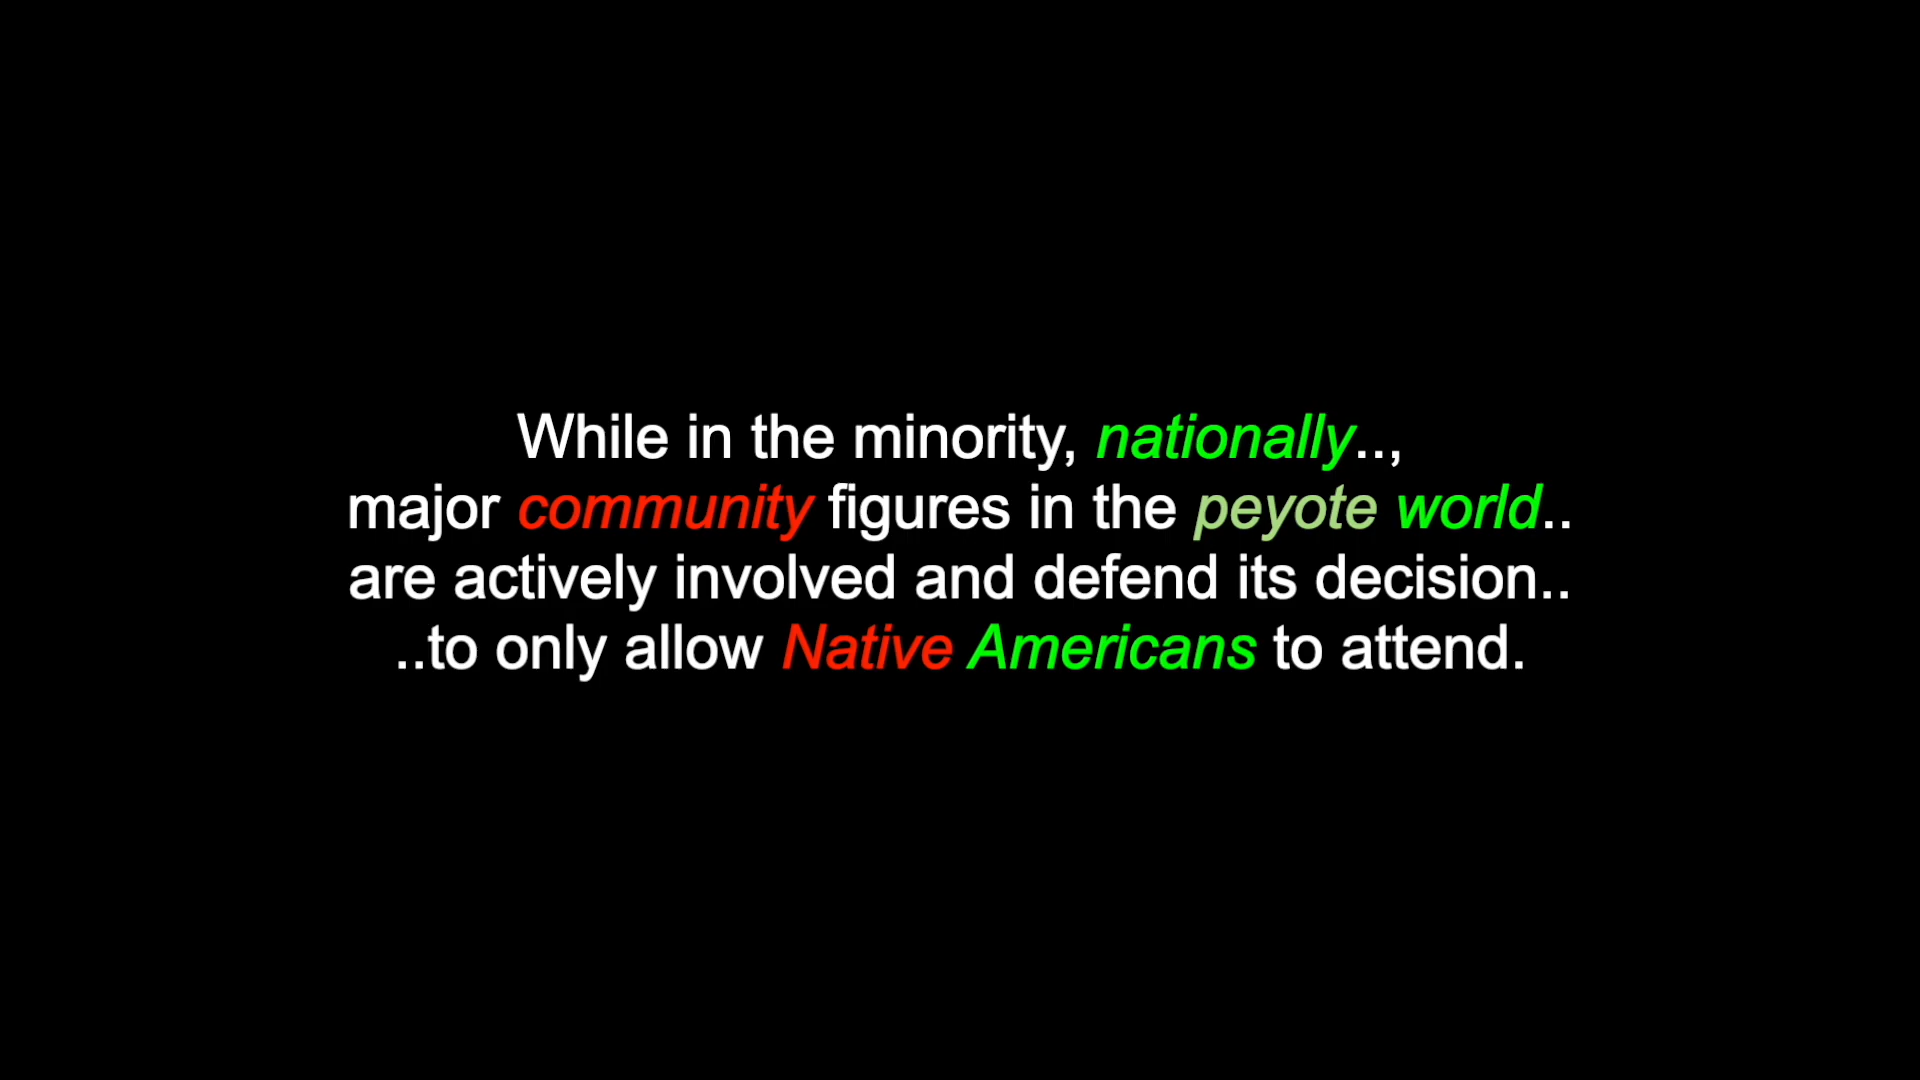 While in the minority, nationally..,
major community figures in the peyote world..
are actively involved and defend its decision..
..to only allow Native Americans to attend.